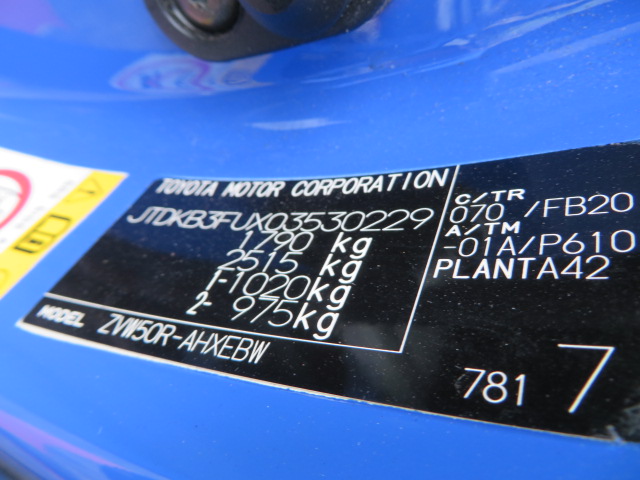 TOYOTA MOTOR CORPORATION
JTDKB3FUX03530229
1790 kg
2515 kg
1-1020kg
2- 975kg
MODEL ZVW50R-AHXEBW
C/TR
070 /FB20
A/TM
-01A/P610
PLANTA42
781 7